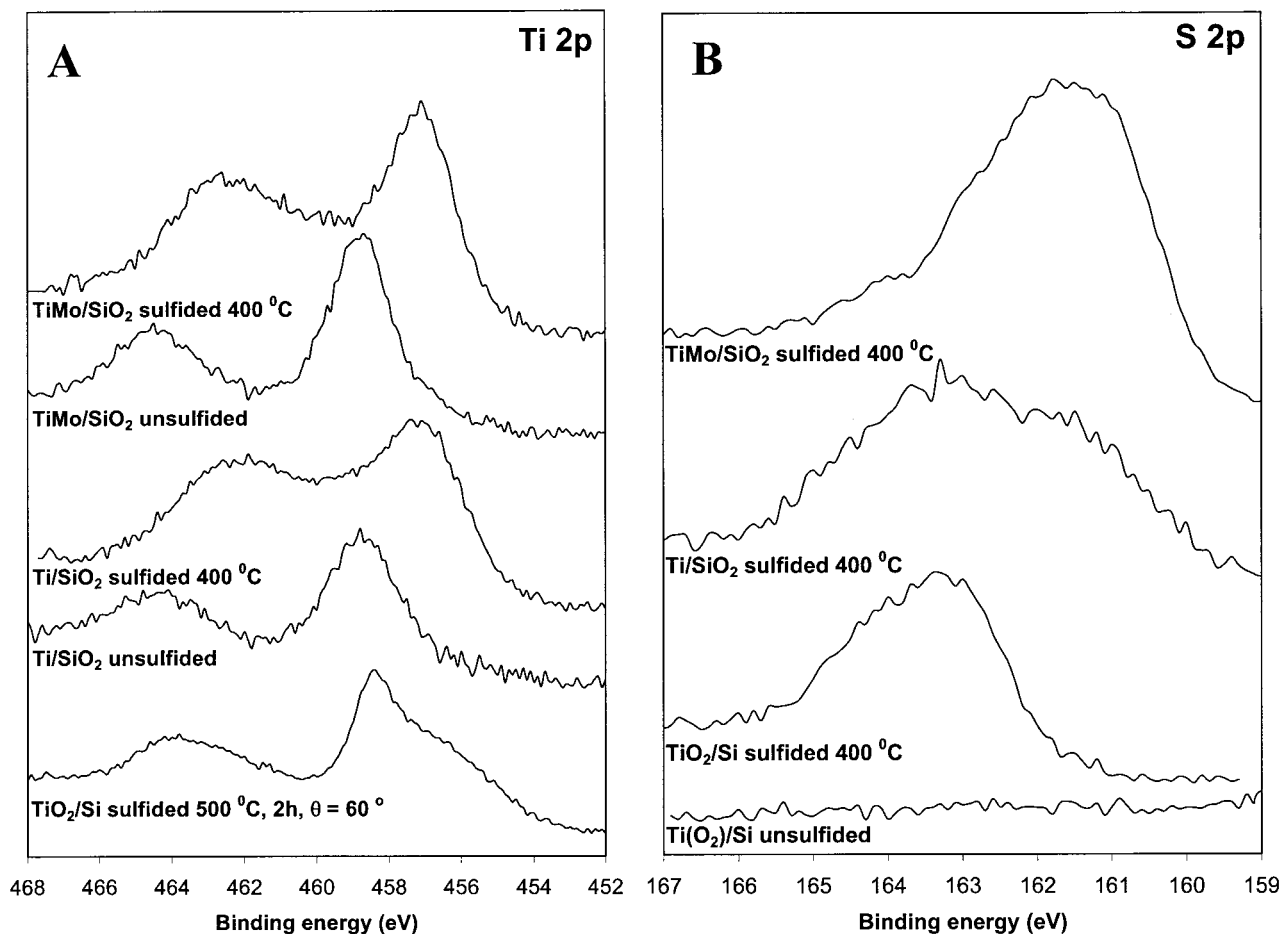 A
Ti 2p
TiMo/SiO₂ sulfided 400 ⁰C
TiMo/SiO₂ unsulfided
Ti/SiO₂ sulfided 400 ⁰C
Ti/SiO₂ unsulfided
TiO₂/Si sulfided 500 ⁰C, 2h, θ = 60 °
468 466 464 462 460 458 456 454 452
Binding energy (eV)
B
S 2p
TiMo/SiO₂ sulfided 400 ⁰C
Ti/SiO₂ sulfided 400 ⁰C
TiO₂/Si sulfided 400 ⁰C
Ti(O₂)/Si unsulfided
167 166 165 164 163 162 161 160 159
Binding energy (eV)